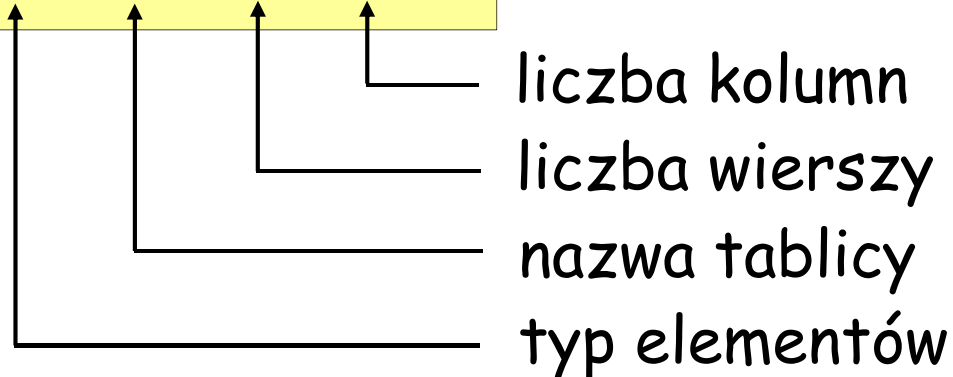 liczba kolumn
liczba wierszy
nazwa tablicy
typ elementów